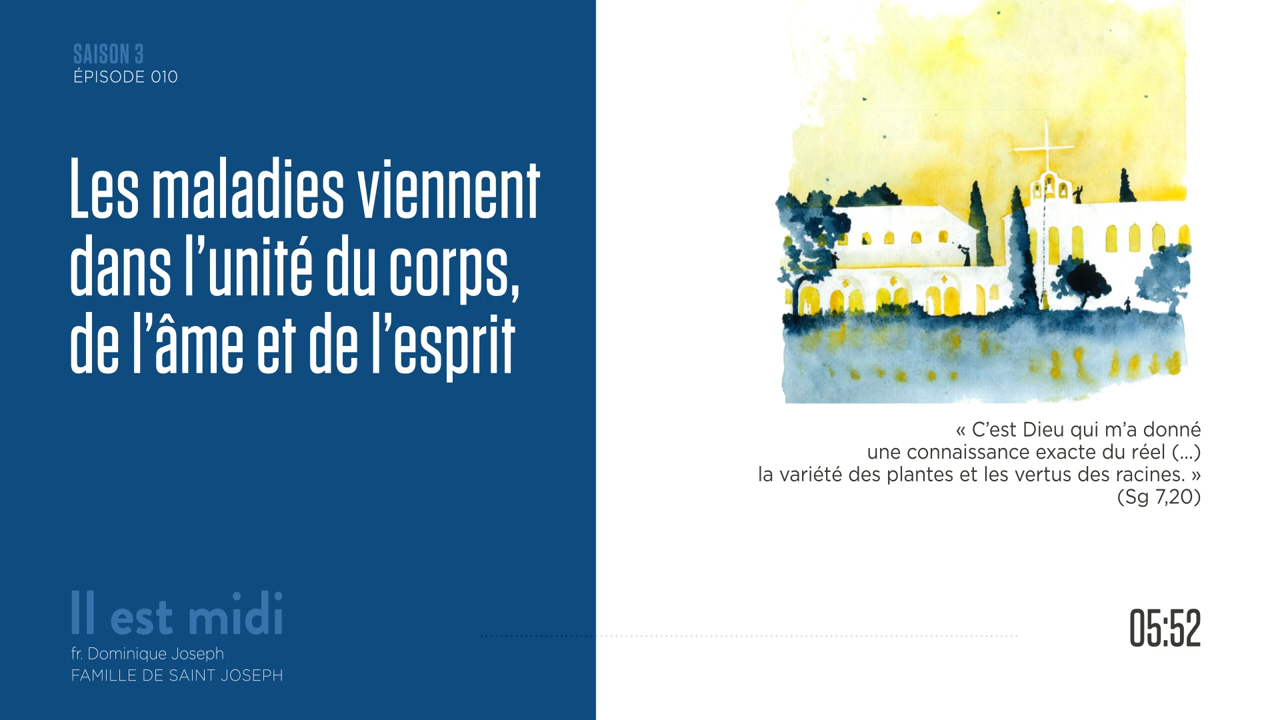 SAISON 3
ÉPISODE 010
Les maladies viennent
dans l’unité du corps,
de l’âme et de l’esprit
« C’est Dieu qui m’a donné
une connaissance exacte du réel (...)
la variété des plantes et les vertus des racines. »
(Sg 7,20)
Il est midi
fr. Dominique Joseph
FAMILLE DE SAINT JOSEPH
05:52